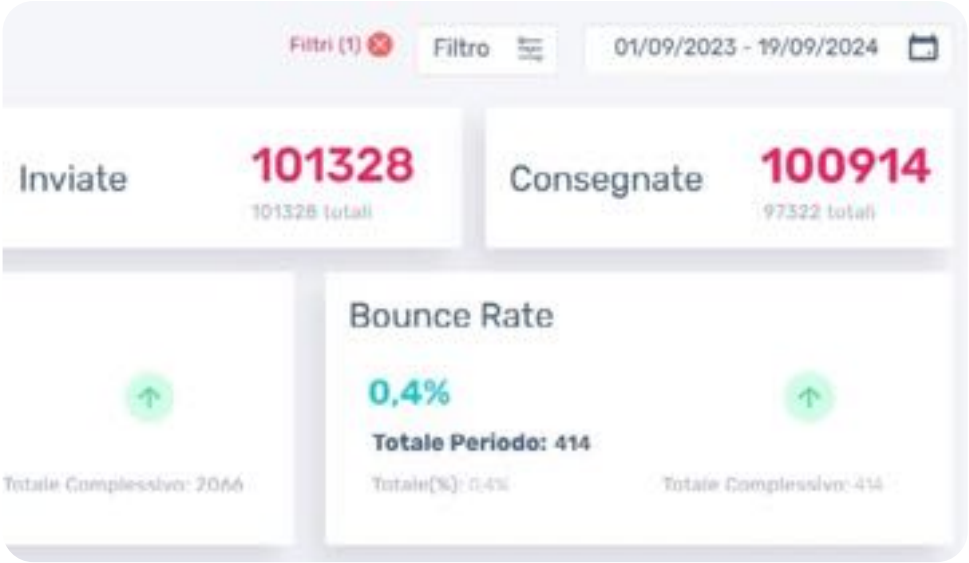 Filtri (1)
Filtro
01/09/2023 - 19/09/2024
Inviate
101328
101328 totali
Consegnate
100914
97322 totali
Totale Complessivo: 2066
Bounce Rate
0,4%
Totale Periodo: 414
Totale(%): 0,4%
Totale Complessivo: 414